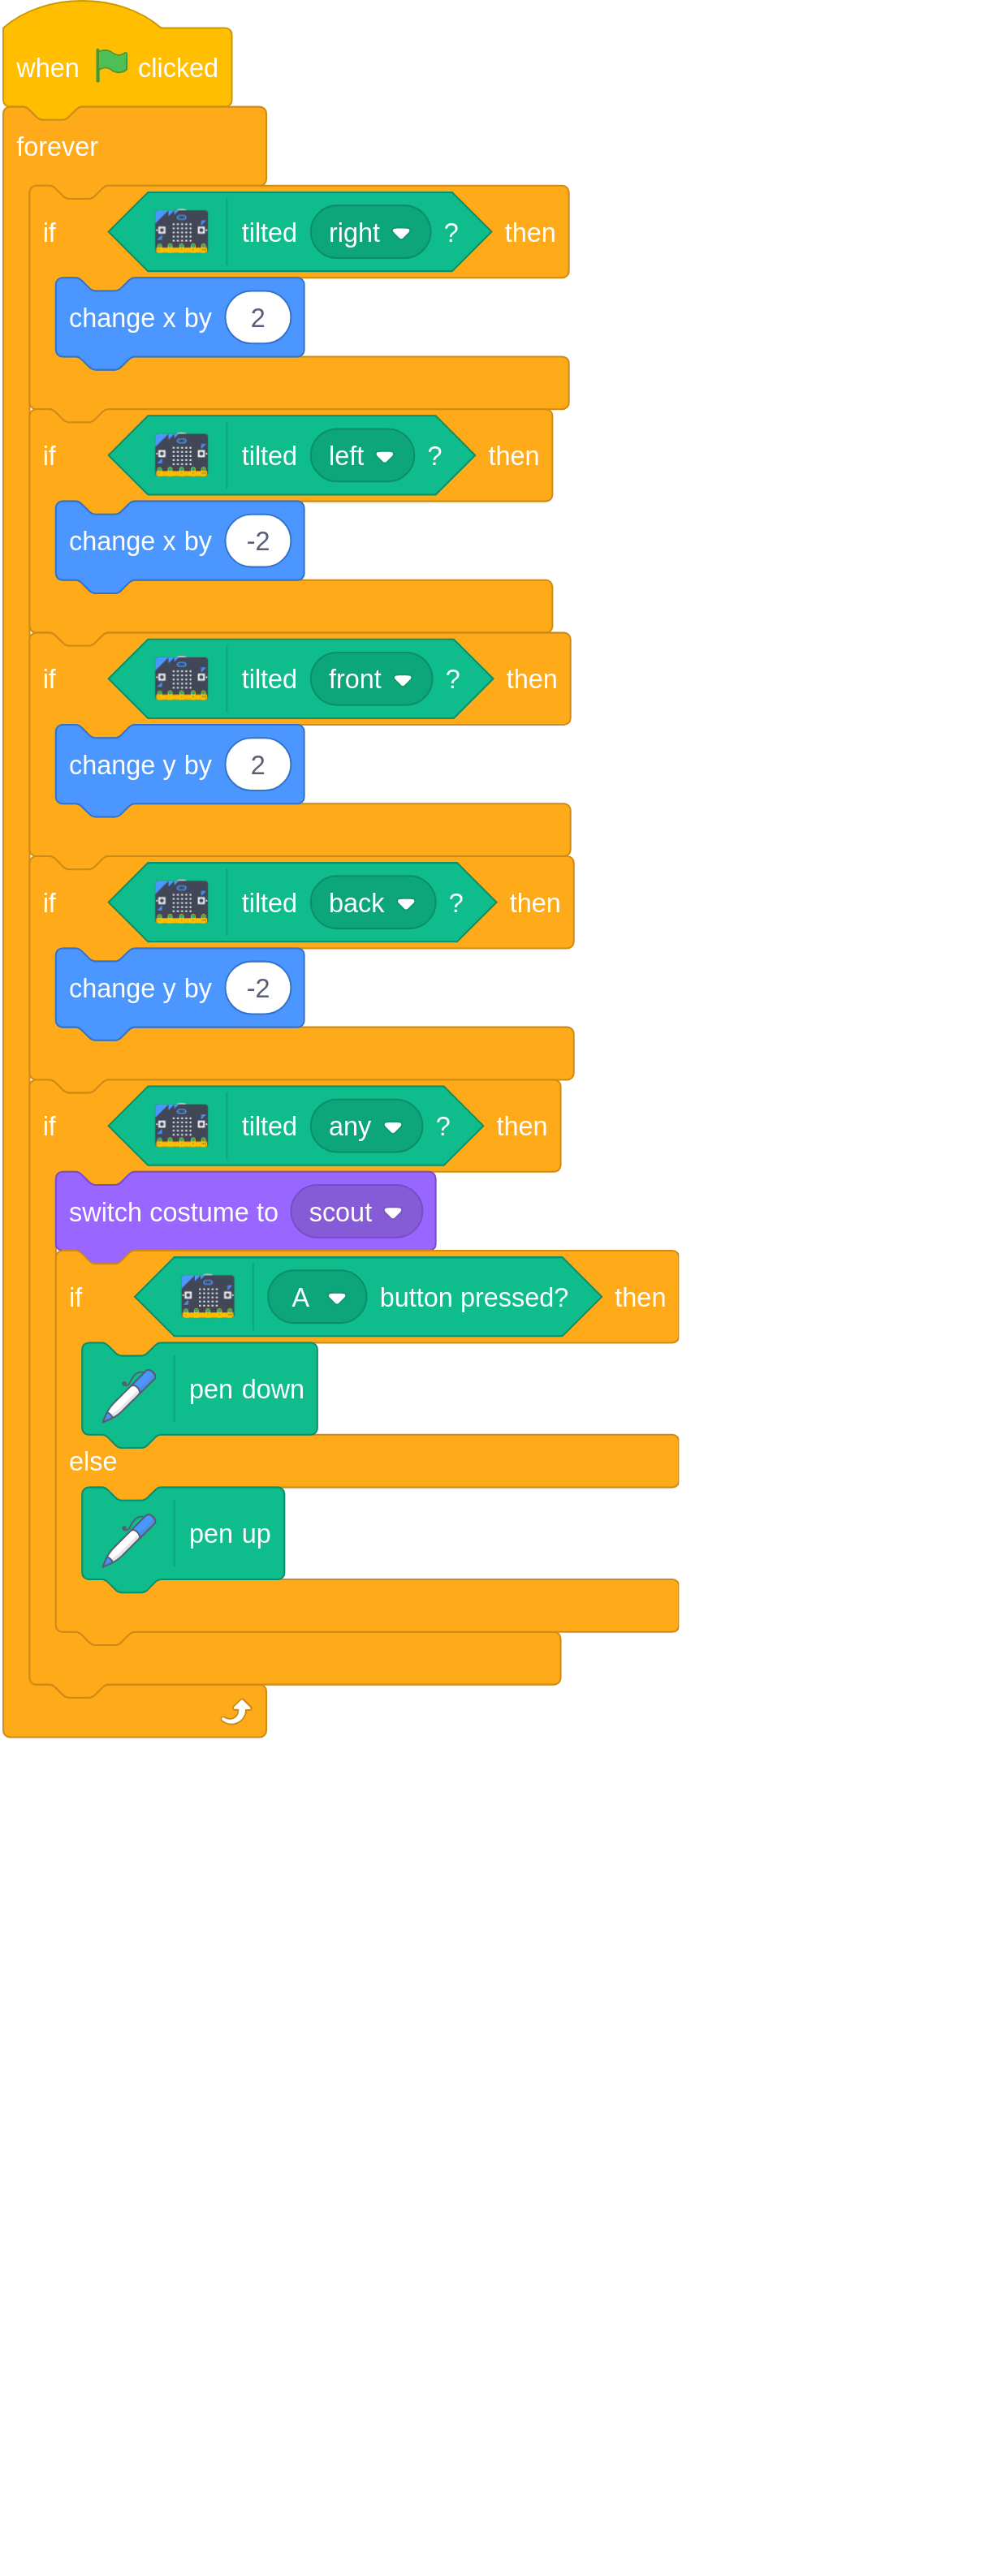 when clicked
forever
if tilted right ? then
change x by 2
if tilted left ? then
change x by -2
if tilted front ? then
change y by 2
if tilted back ? then
change y by -2
if tilted any ? then
switch costume to scout
if A button pressed? then
pen down
else
pen up